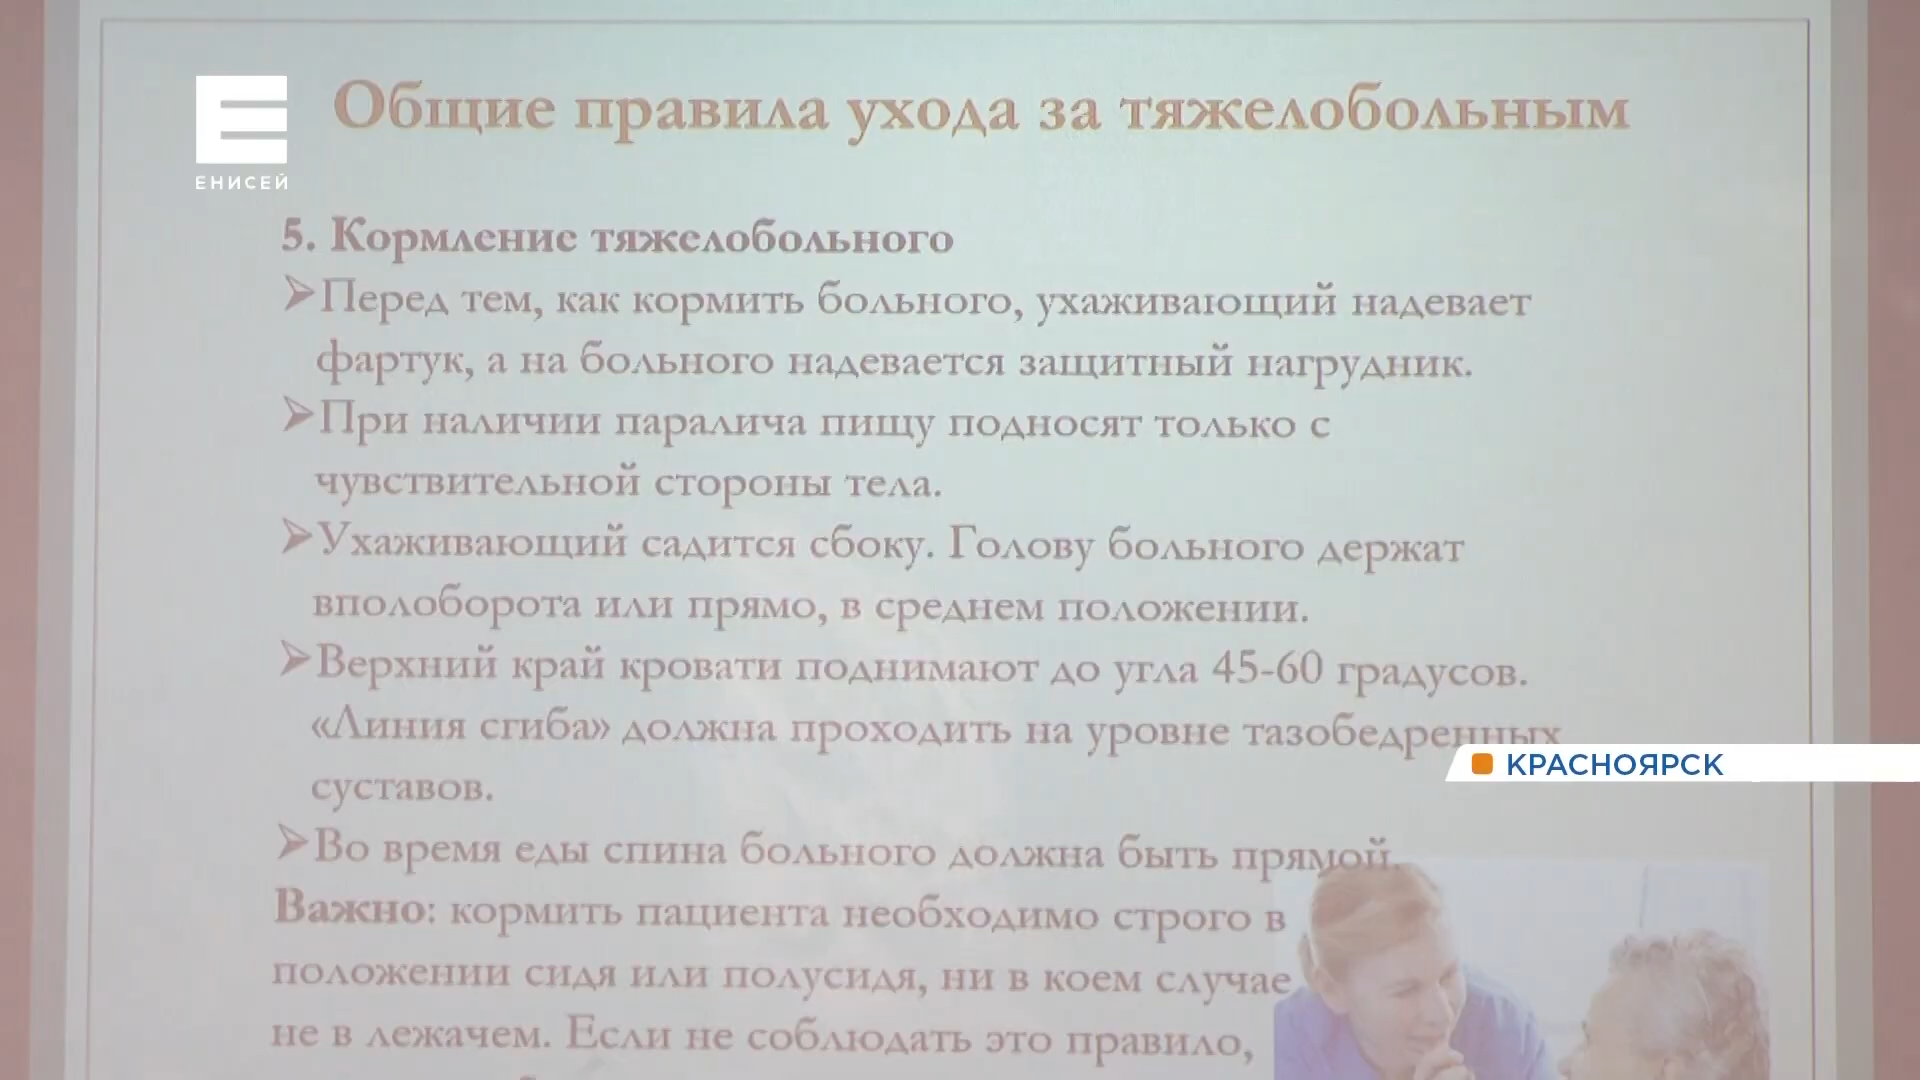 Общие правила ухода за тяжелобольным
ЕНИСЕЙ
5. Кормление тяжелобольного
➢Перед тем, как кормить больного, ухаживающий надевает
фартук, а на больного надевается защитный нагрудник.
➢При наличии паралича пищу подносят только с
чувствительной стороны тела.
➢Ухаживающий садится сбоку. Голову больного держат
вполоборота или прямо, в среднем положении.
➢Верхний край кровати поднимают до угла 45-60 градусов.
«Линия сгиба» должна проходить на уровне тазобедренных
КРАСНОЯРСК
суставов.
➢Во время еды спина больного должна быть прямой.
Важно: кормить пациента необходимо строго в
положении сидя или полусидя, ни в коем случае
не в лежачем. Если не соблюдать это правило,